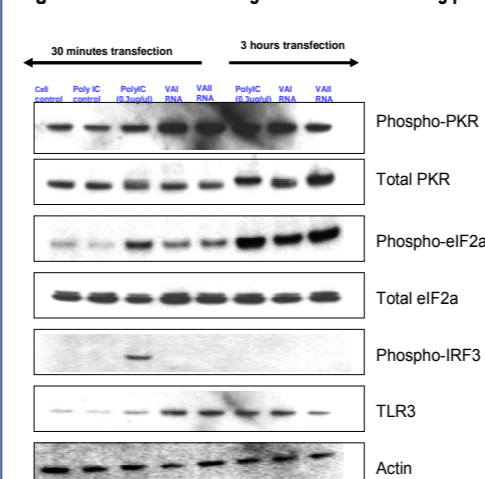 30 minutes transfection
3 hours transfection
Cell control
Poly IC control
PolyIC (0.3ug/ul)
VAI RNA
VAII RNA
PolyIC (0.3ug/ul)
VAI RNA
VAII RNA
Phospho-PKR
Total PKR
Phospho-eIF2a
Total eIF2a
Phospho-IRF3
TLR3
Actin